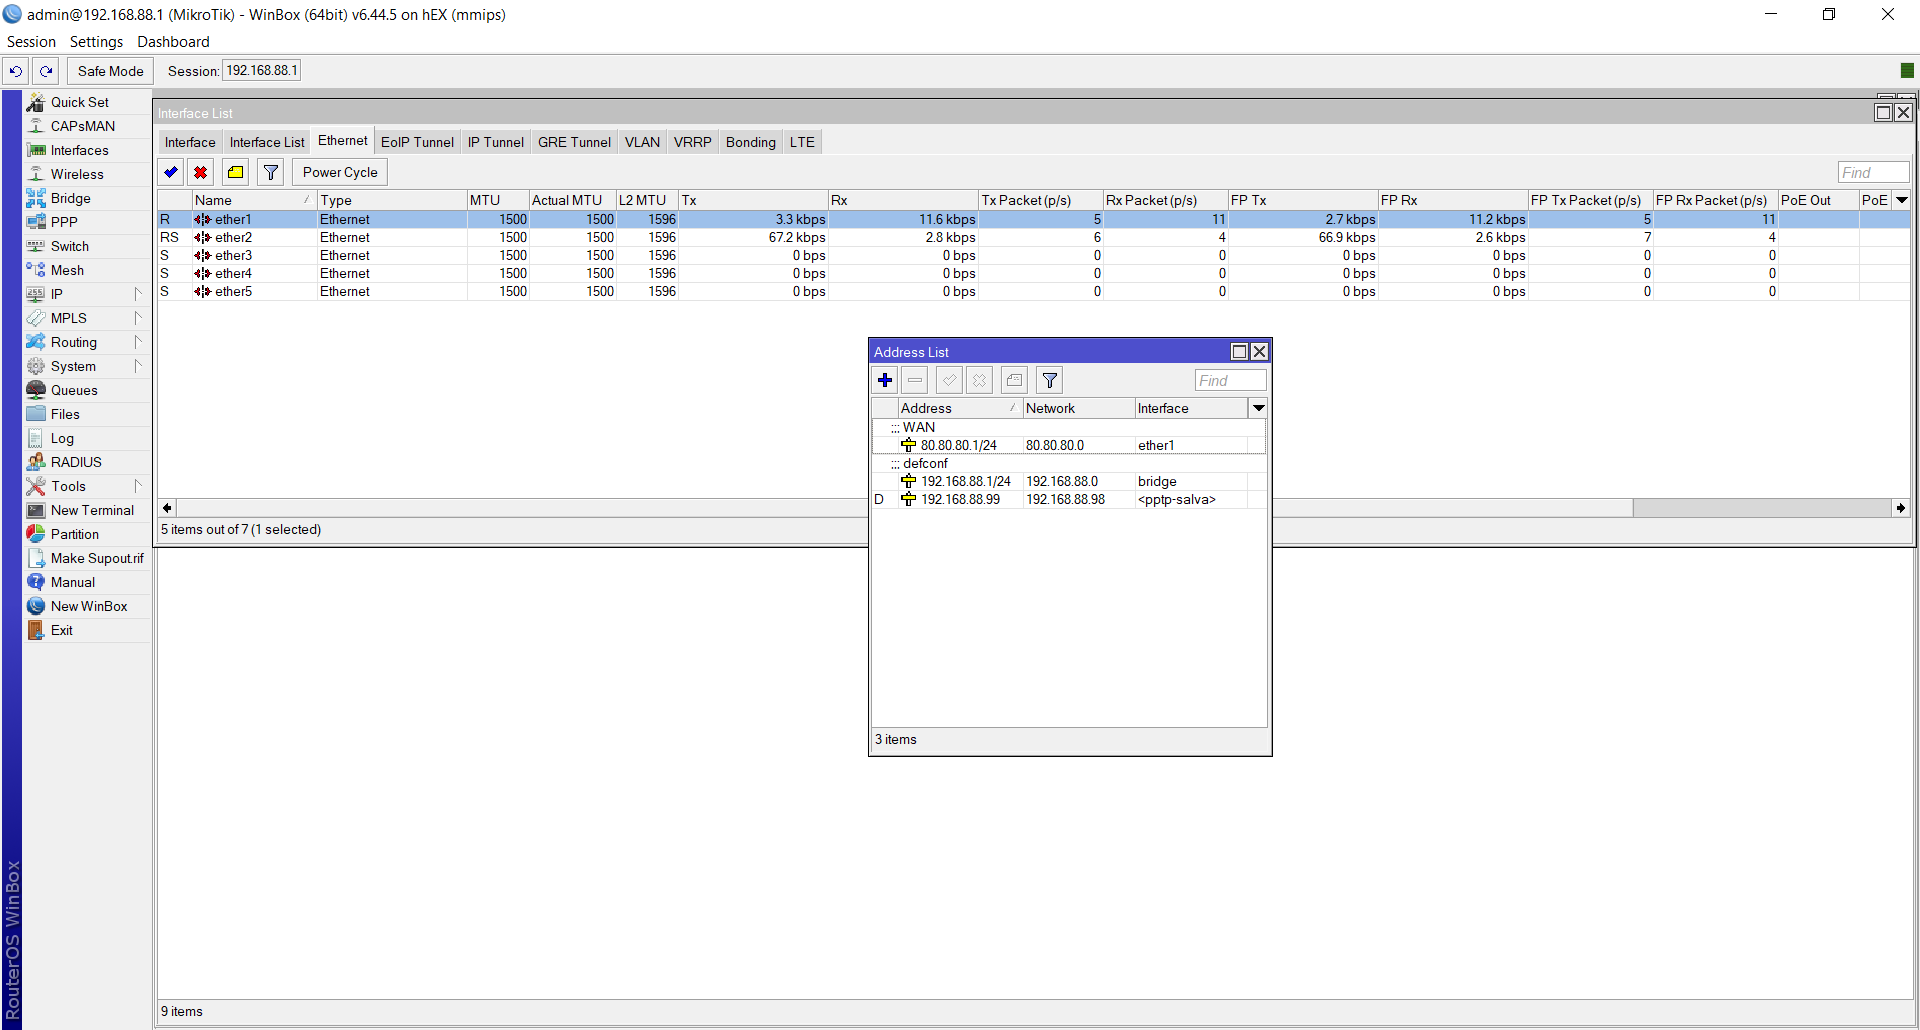 admin@192.168.88.1 (MikroTik) - WinBox (64bit) v6.44.5 on hEX (mmips)
Session Settings Dashboard
Safe Mode Session: 192.168.88.1
Quick Set
CAPsMAN
Interfaces
Wireless
Bridge
PPP
Switch
Mesh
IP
MPLS
Routing
System
Queues
Files
Log
RADIUS
Tools
New Terminal
Partition
Make Supout.rif
Manual
New WinBox
Exit
RouterOS WinBox
Interface List
Interface Interface List Ethernet EoIP Tunnel IP Tunnel GRE Tunnel VLAN VRRP Bonding LTE
Power Cycle Find
Name Type MTU Actual MTU L2 MTU Tx Rx Tx Packet (p/s) Rx Packet (p/s) FP Tx FP Rx FP Tx Packet (p/s) FP Rx Packet (p/s) PoE Out PoE
R ether1 Ethernet 1500 1500 1596 3.3 kbps 11.6 kbps 5 11 2.7 kbps 11.2 kbps 5 11
RS ether2 Ethernet 1500 1500 1596 67.2 kbps 2.8 kbps 6 4 66.9 kbps 2.6 kbps 7 4
S ether3 Ethernet 1500 1500 1596 0 bps 0 bps 0 0 0 bps 0 bps 0 0
S ether4 Ethernet 1500 1500 1596 0 bps 0 bps 0 0 0 bps 0 bps 0 0
S ether5 Ethernet 1500 1500 1596 0 bps 0 bps 0 0 0 bps 0 bps 0 0
5 items out of 7 (1 selected)
Address List
Find
Address Network Interface
::: WAN
80.80.80.1/24 80.80.80.0 ether1
::: defconf
192.168.88.1/24 192.168.88.0 bridge
D 192.168.88.99 192.168.88.98 <pptp-salva>
3 items
9 items